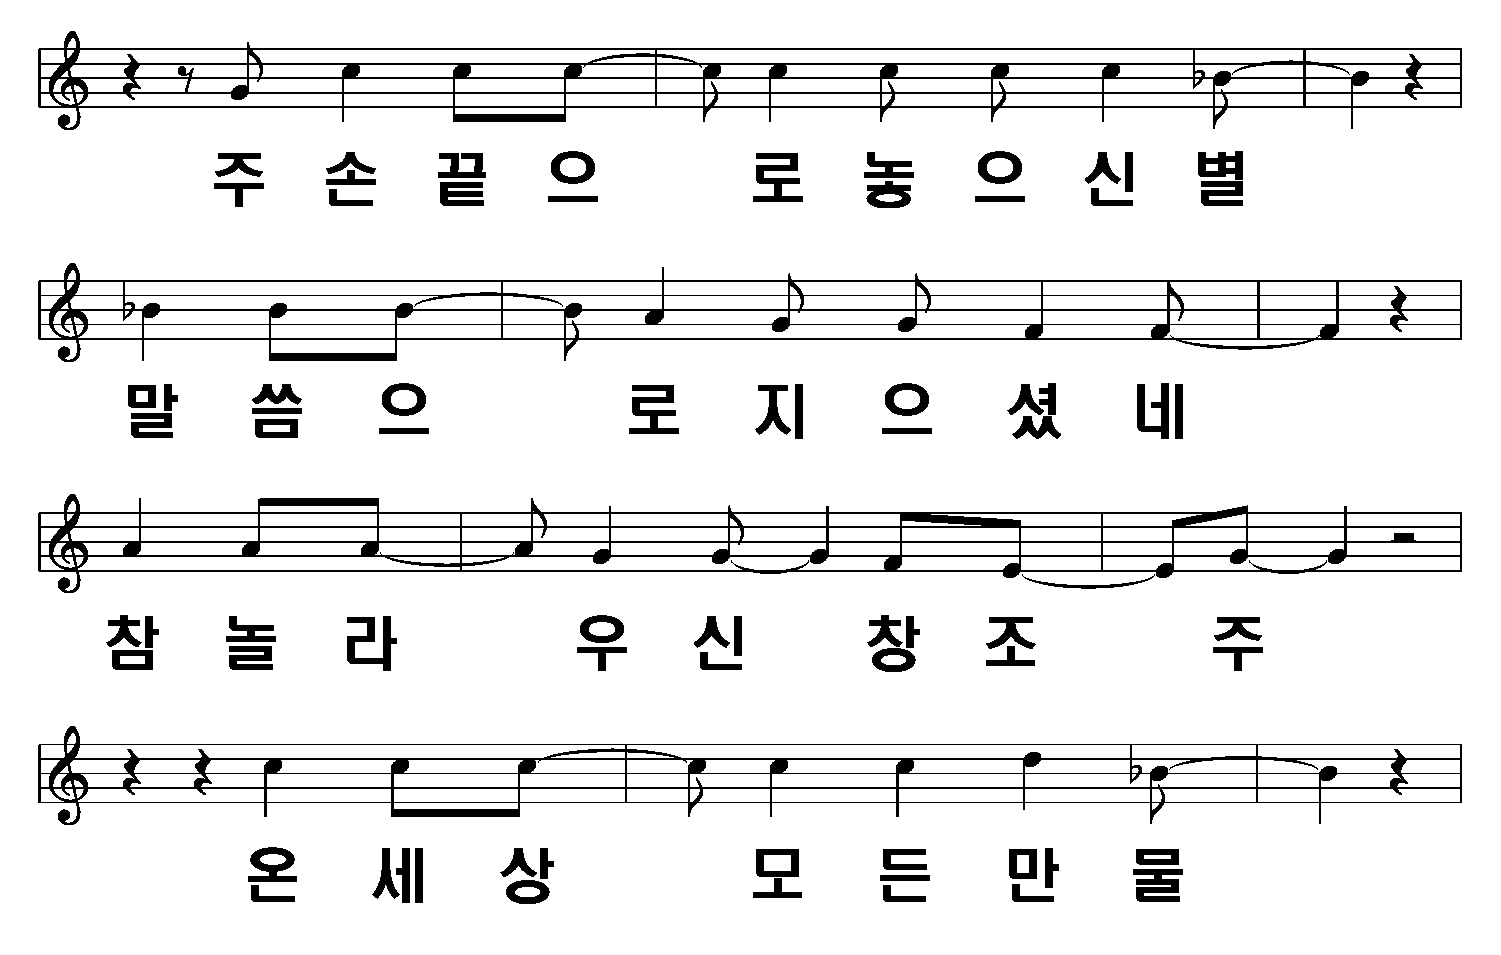 주 손 끝 으 로 놓 으 신 별
말 씀 으 로 지 으 셨 네
참 놀 라 우 신 창 조 주
온 세 상 모 든 만 물